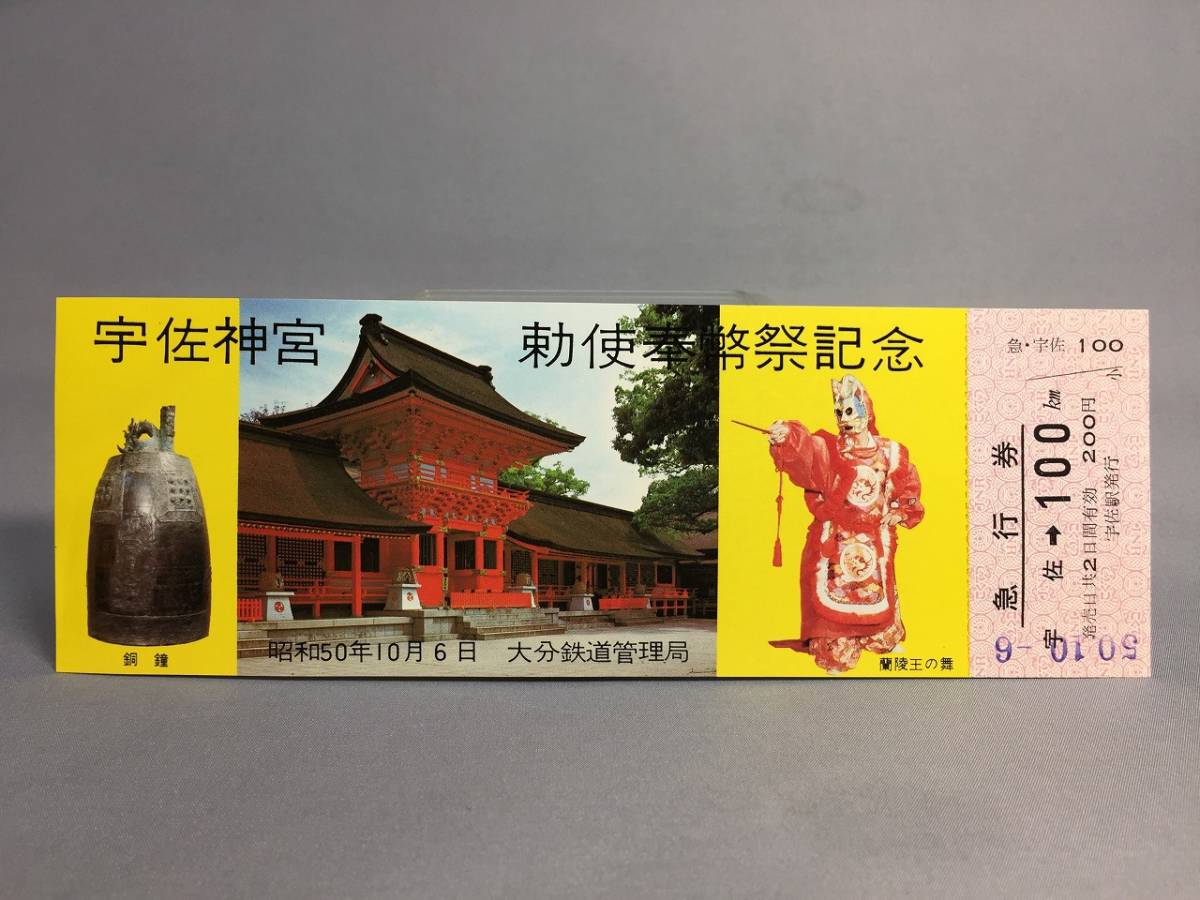 宇佐神宮 勅使奉幣祭記念
銅鐘
昭和50年10月6日 大分鉄道管理局
蘭陵王の舞
急・宇佐 100
小
急行券
宇佐→100km
発売日共2日間有効 200円
宇佐駅発行
50.10.-6